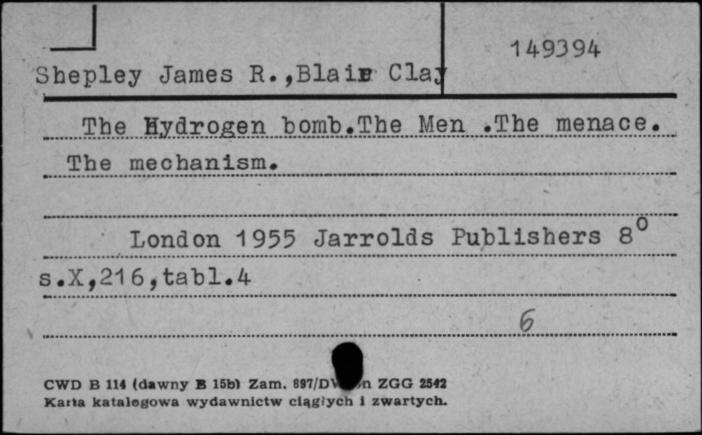 149394
Shepley James R.,Blair Clay
The Hydrogen bomb.The Men .The menace.
The mechanism.
London 1955 Jarrolds Publishers 8°
s.X,216,tabl.4
6
CWD B 114 (dawny B 15b) Zam. 897/ ZGG 2542
Karta katalogowa wydawnictw ciągłych i zwartych.